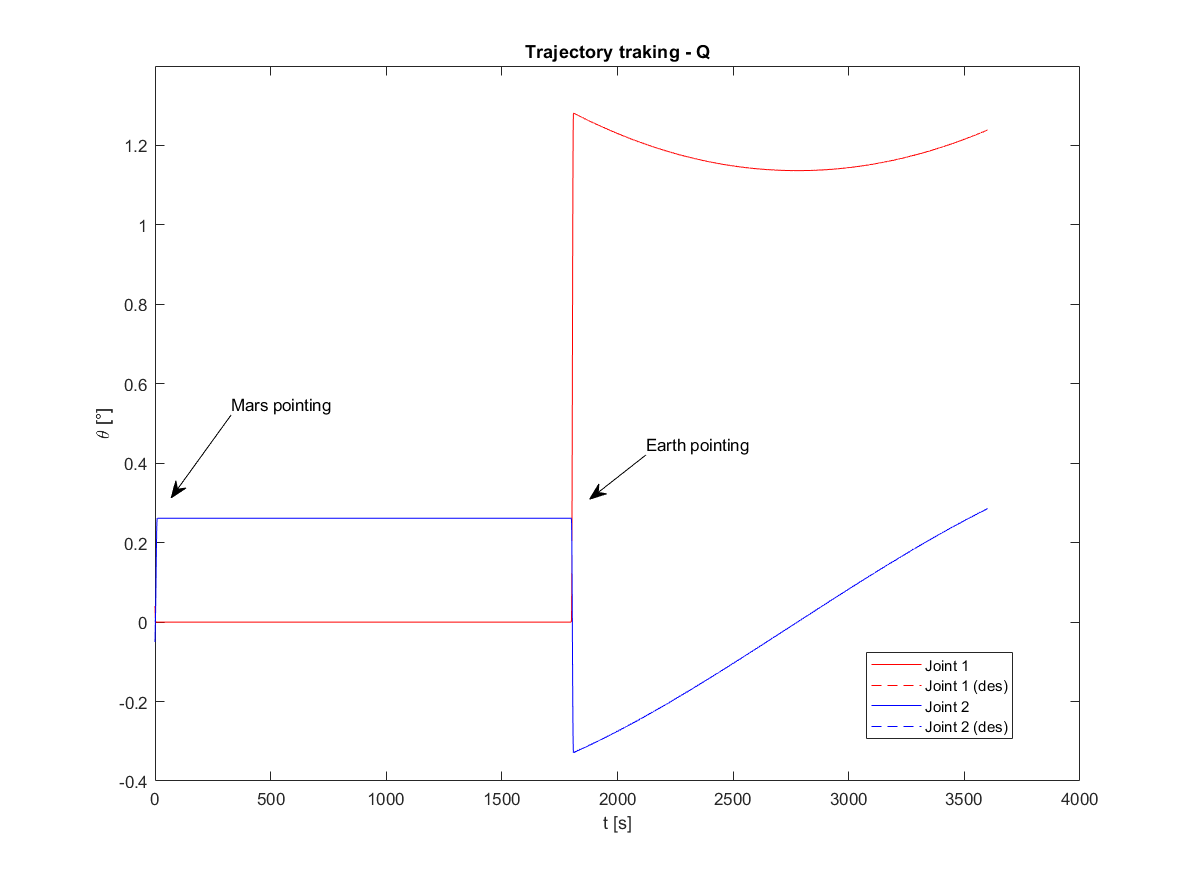 Trajectory traking - Q
1.2
1
0.8
0.6
0.4
0.2
0
-0.2
-0.4
θ [°]
Mars pointing
Earth pointing
Joint 1
Joint 1 (des)
Joint 2
Joint 2 (des)
0 500 1000 1500 2000 2500 3000 3500 4000
t [s]